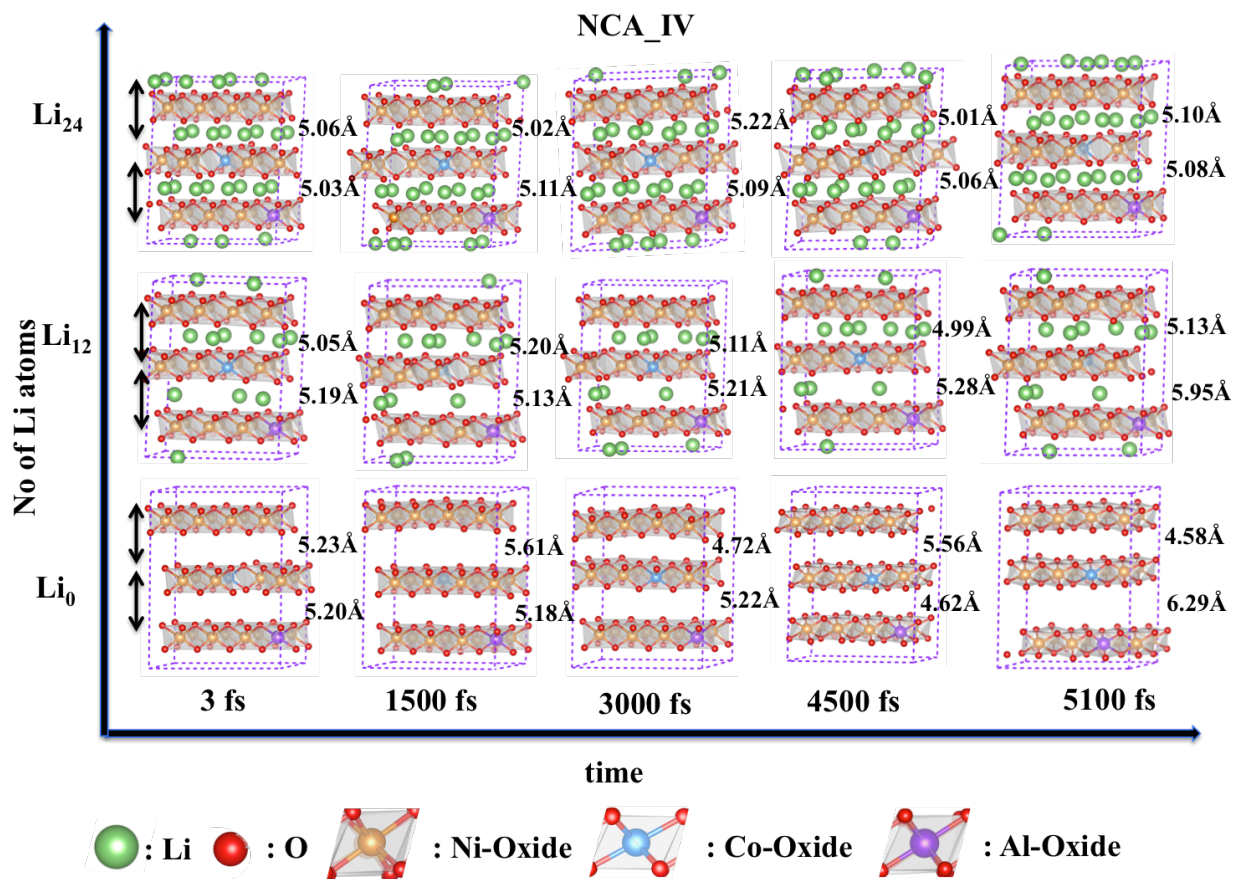 NCA_IV
Li24
5.06Å 5.02Å 5.22Å 5.01Å 5.10Å
5.03Å 5.11Å 5.09Å 5.06Å 5.08Å
Li12
5.05Å 5.20Å 5.11Å 4.99Å 5.13Å
5.19Å 5.13Å 5.21Å 5.28Å 5.95Å
Li0
5.23Å 5.61Å 4.72Å 5.56Å 4.58Å
5.20Å 5.18Å 5.22Å 4.62Å 6.29Å
No of Li atoms
3 fs 1500 fs 3000 fs 4500 fs 5100 fs
time
: Li : O : Ni-Oxide : Co-Oxide : Al-Oxide